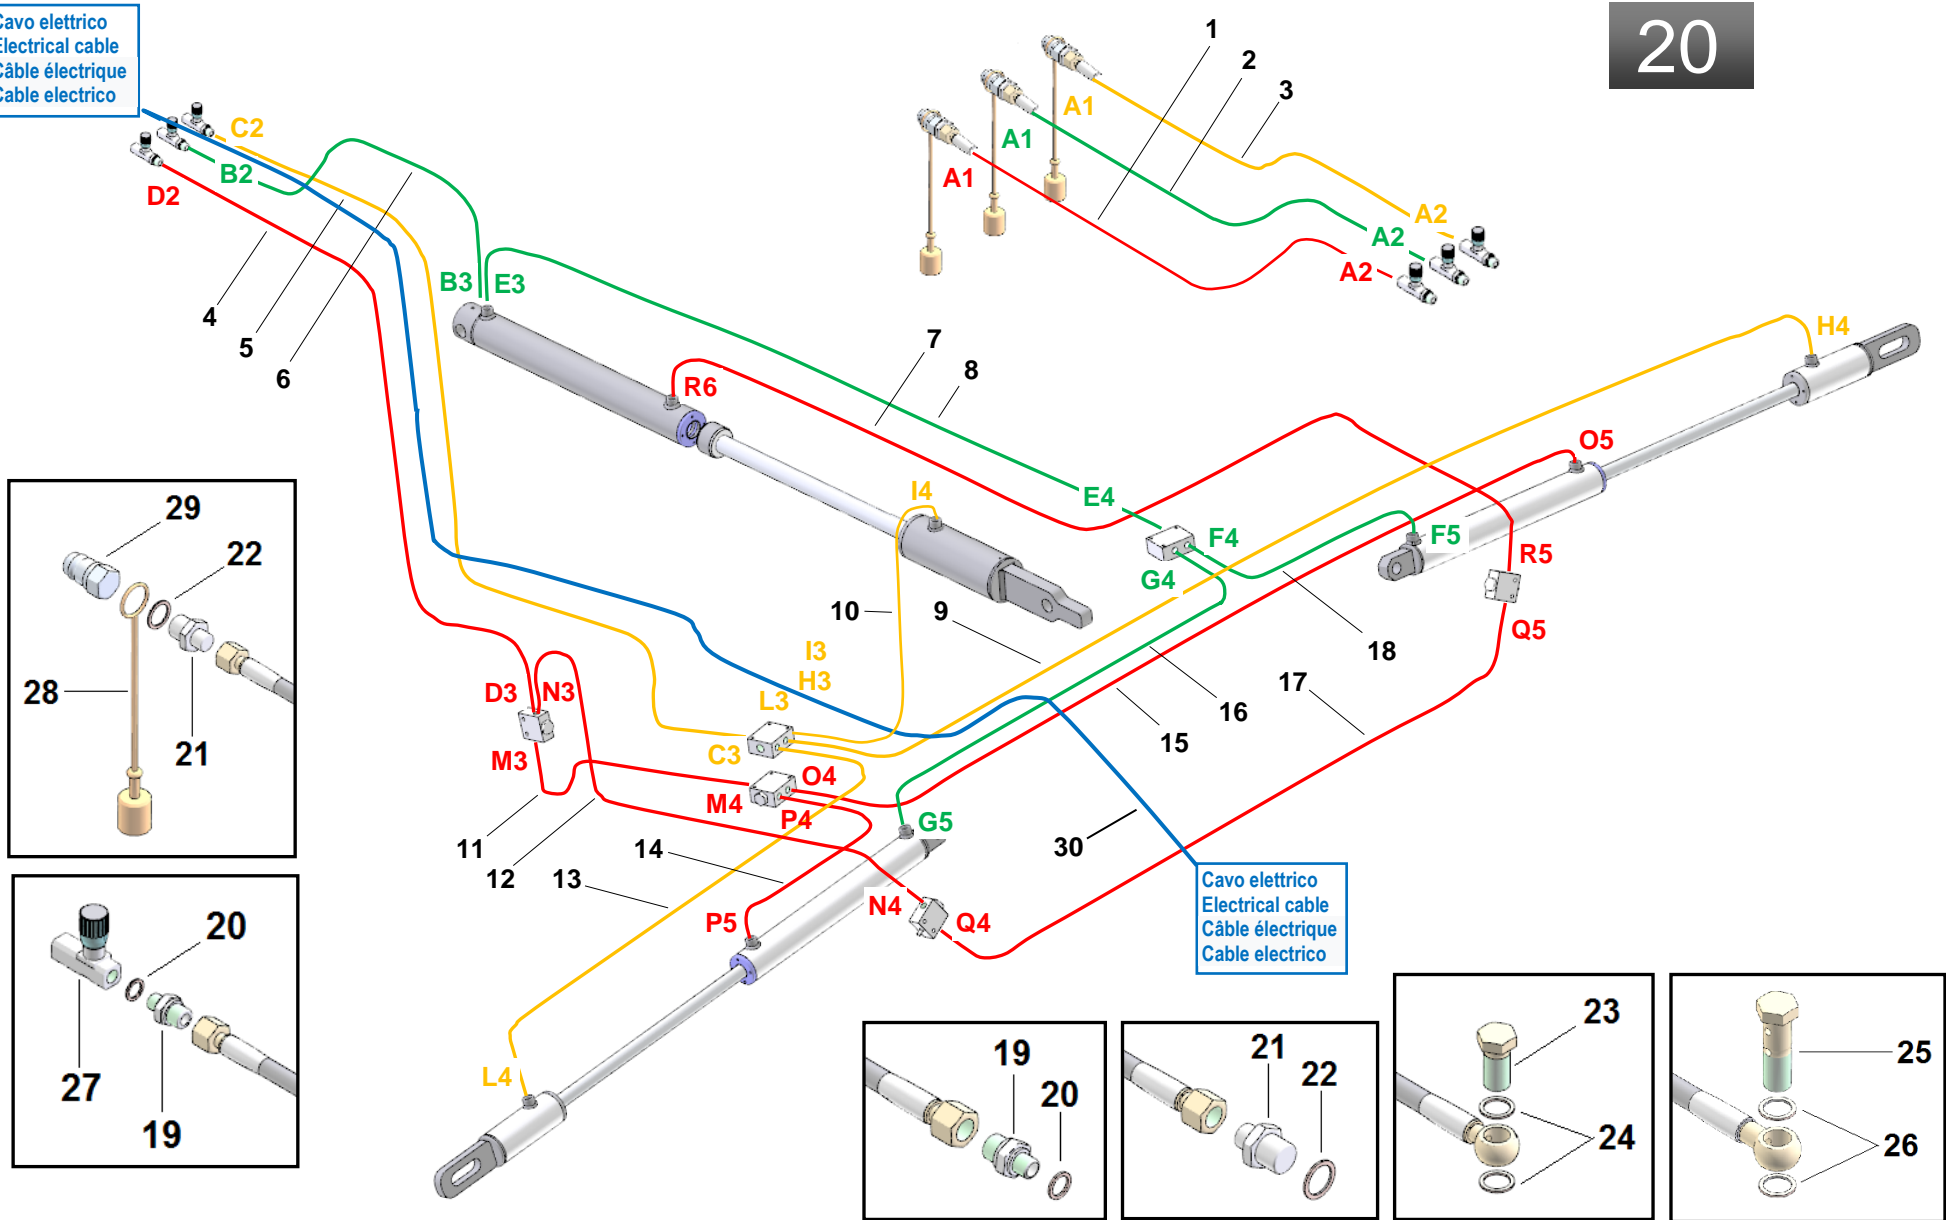 Cavo elettrico
Electrical cable
Câble électrique
Cable electrico
20
1
2
3
C2
B2
D2
A1
A1
A1
A2
A2
A2
4
5
6
B3
E3
7
8
R6
H4
O5
I4
E4
F4
G4
F5
R5
Q5
29
22
28
21
10
9
I3
H3
L3
C3
18
17
16
15
D3
N3
M3
O4
M4
P4
G5
11
12
13
14
30
P5
N4
Q4
L4
Cavo elettrico
Electrical cable
Câble électrique
Cable electrico
20
27
19
19
20
21
22
23
24
25
26